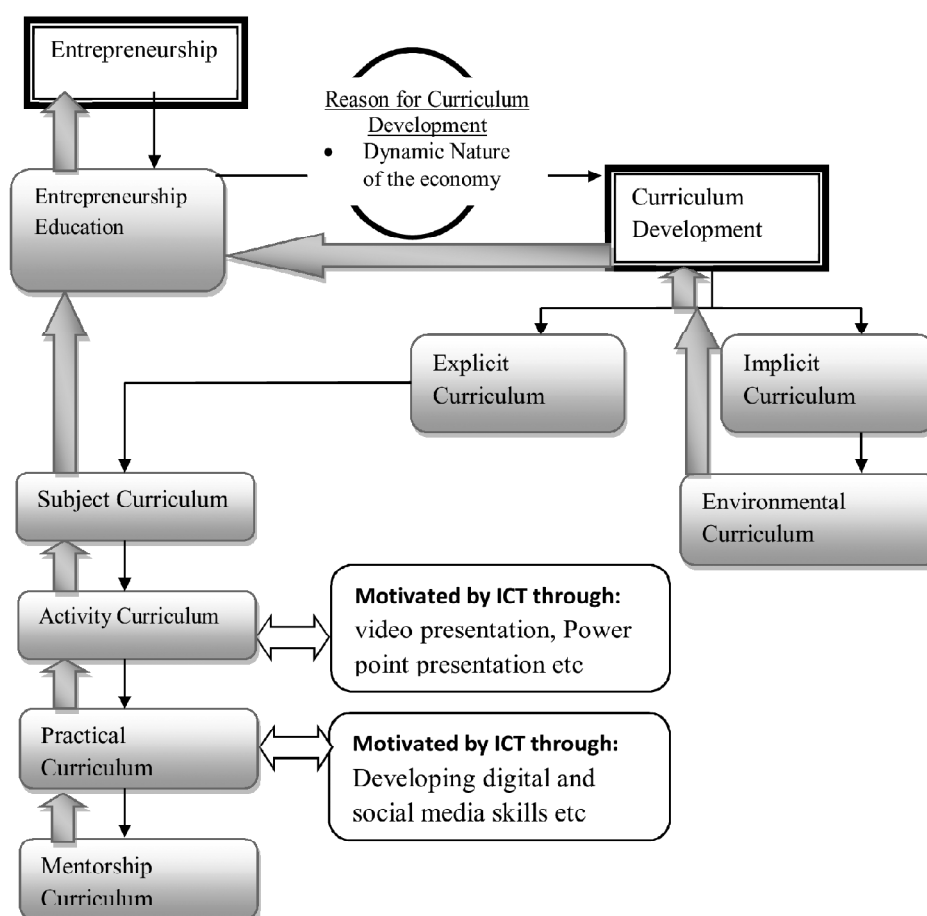 Entrepreneurship
Reason for Curriculum
Development
• Dynamic Nature
of the economy
Entrepreneurship
Education
Curriculum
Development
Explicit
Curriculum
Implicit
Curriculum
Subject Curriculum
Environmental
Curriculum
Activity Curriculum
Motivated by ICT through:
video presentation, Power
point presentation etc
Practical
Curriculum
Motivated by ICT through:
Developing digital and
social media skills etc
Mentorship
Curriculum